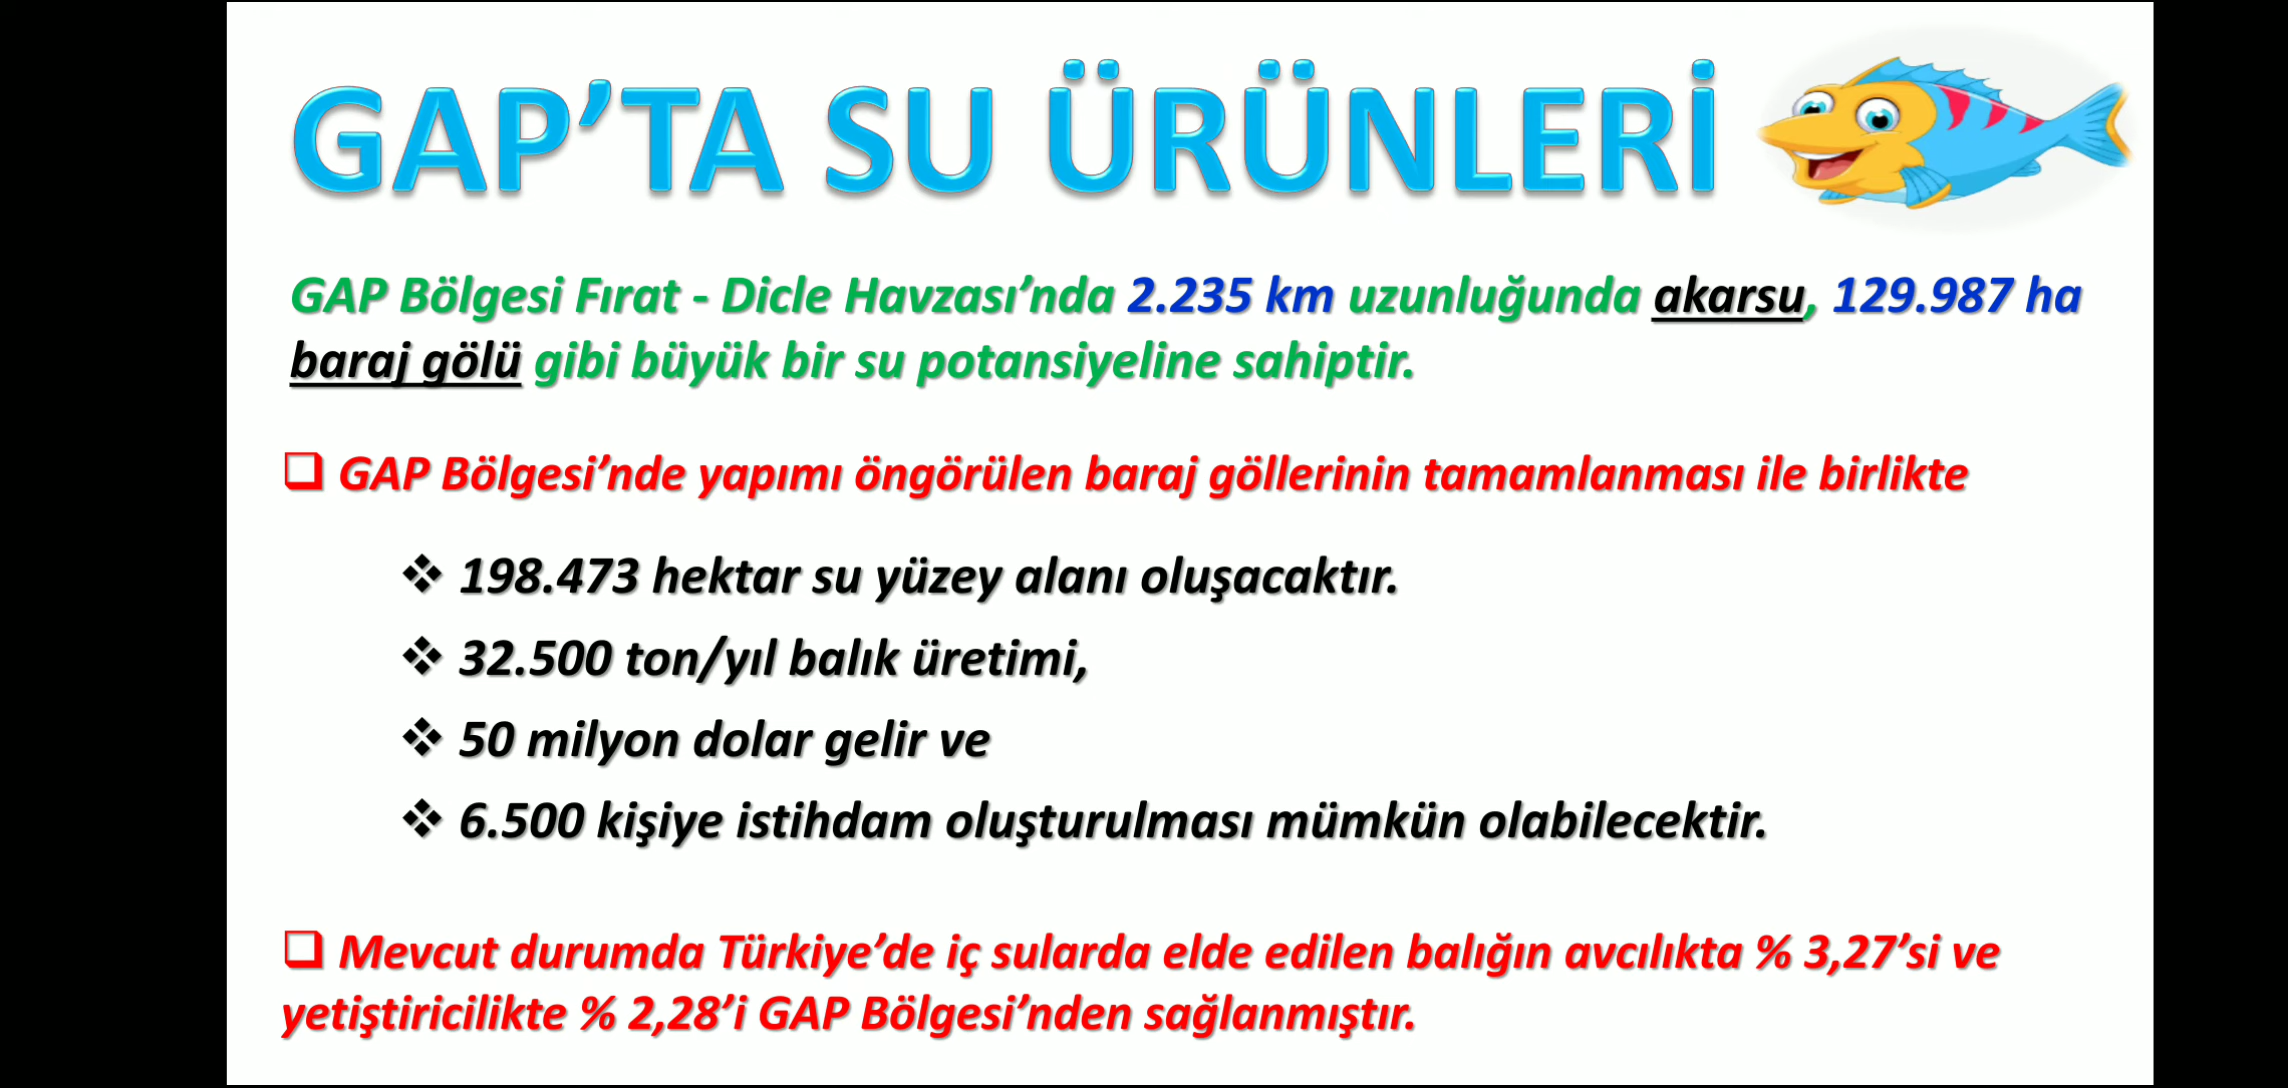 GAP’TA SU ÜRÜNLERİ
GAP Bölgesi Fırat - Dicle Havzası’nda 2.235 km uzunluğunda akarsu, 129.987 ha
baraj gölü gibi büyük bir su potansiyeline sahiptir.
GAP Bölgesi’nde yapımı öngörülen baraj göllerinin tamamlanması ile birlikte
198.473 hektar su yüzey alanı oluşacaktır.
32.500 ton/yıl balık üretimi,
50 milyon dolar gelir ve
6.500 kişiye istihdam oluşturulması mümkün olabilecektir.
Mevcut durumda Türkiye’de iç sularda elde edilen balığın avcılıkta % 3,27’si ve
yetiştiricilikte % 2,28’i GAP Bölgesi’nden sağlanmıştır.